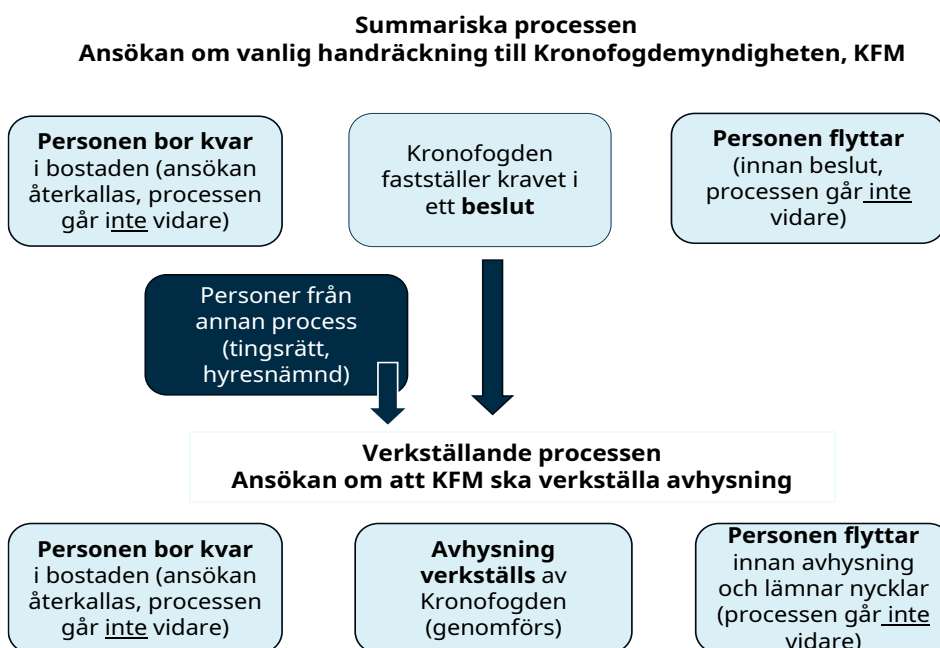 Summariska processen
Ansökan om vanlig handräckning till Kronofogdemyndigheten, KFM
Personen bor kvar
i bostaden (ansökan
återkallas, processen
går inte vidare)
Kronofogden
fastställer kravet i
ett beslut
Personen flyttar
(innan beslut,
processen går inte
vidare)
Personer från
annan process
(tingsrätt,
hyresnämnd)
Verkställande processen
Ansökan om att KFM ska verkställa avhysning
Personen bor kvar
i bostaden (ansökan
återkallas, processen
går inte vidare)
Avhysning
verkställs av
Kronofogden
(genomförs)
Personen flyttar
innan avhysning
och lämnar nycklar
(processen går inte
vidare)